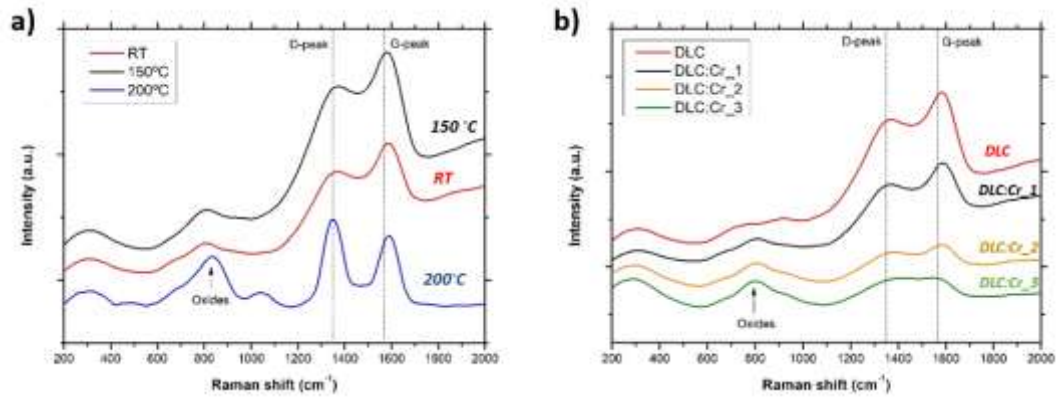 a)
RT
150ºC
200ºC
D-peak
G-peak
150 °C
RT
200°C
Oxides
Intensity (a.u.)
200 400 600 800 1000 1200 1400 1600 1800 2000
Raman shift (cm⁻¹)
b)
DLC
DLC:Cr_1
DLC:Cr_2
DLC:Cr_3
D-peak
G-peak
DLC
DLC:Cr_1
DLC:Cr_2
DLC:Cr_3
Oxides
Intensity (a.u.)
200 400 600 800 1000 1200 1400 1600 1800 2000
Raman shift (cm⁻¹)